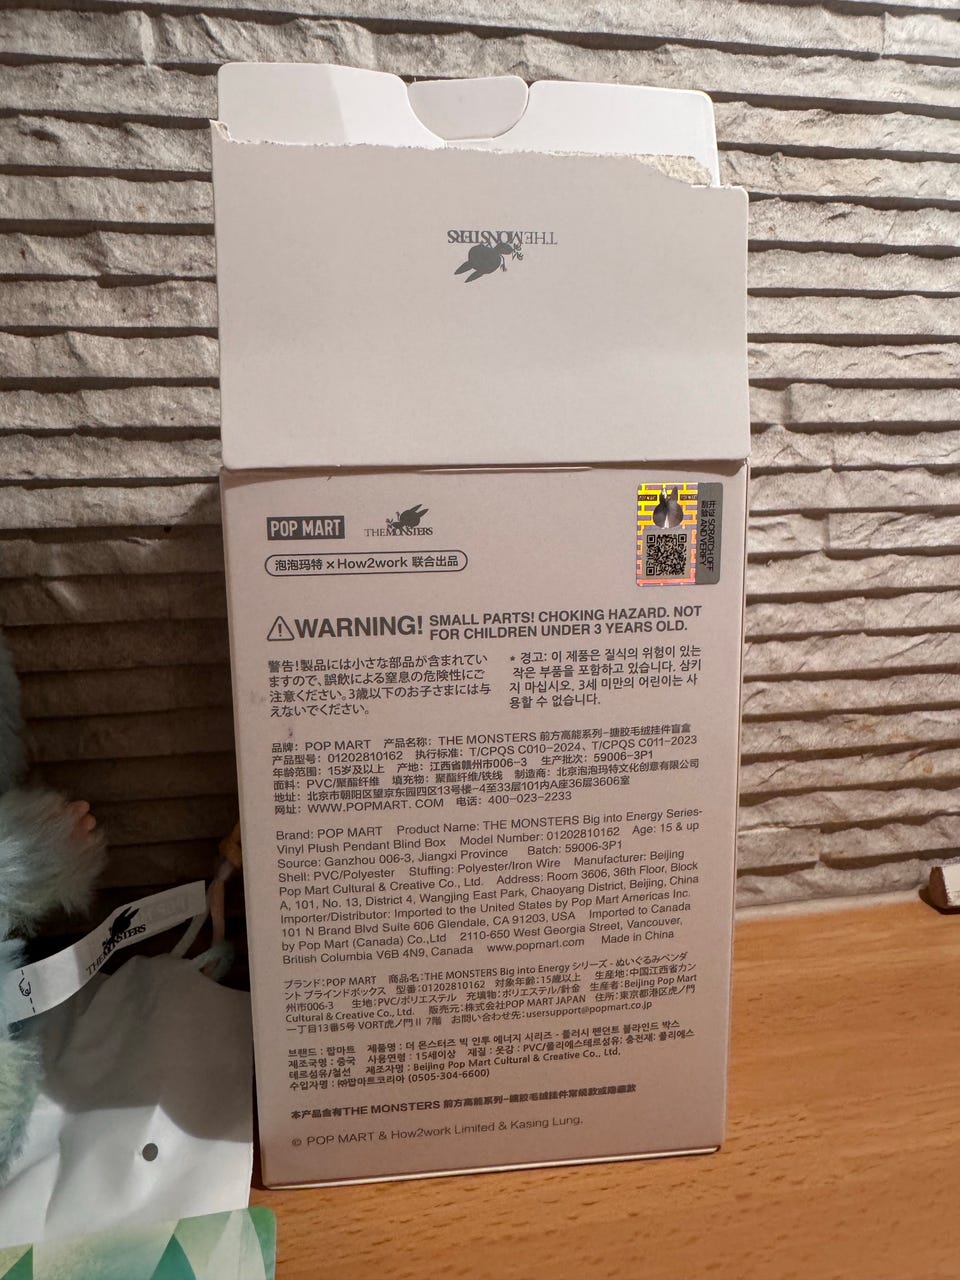 THE MONSTERS
POP MART THE MONSTERS
泡泡玛特 × How2work 联合出品
刮开验证 SCRATCH OFF AND VERIFY
WARNING! SMALL PARTS! CHOKING HAZARD. NOT
FOR CHILDREN UNDER 3 YEARS OLD.
警告!製品には小さな部品が含まれてい
ますので、誤飲による窒息の危険性にご
注意ください。3歳以下のお子さまには与
えないでください。
* 경고: 이 제품은 질식의 위험이 있는
작은 부품을 포함하고 있습니다. 삼키
지 마십시오, 3세 미만의 어린이는 사
용할 수 없습니다.
品牌: POP MART 产品名称: THE MONSTERS 前方高能系列-搪胶毛绒挂件盲盒
产品型号: 01202810162 执行标准: T/CPQS C010-2024、T/CPQS C011-2023
年龄范围: 15岁及以上 产地: 江西省赣州市006-3 生产批次: 59006-3P1
面料: PVC/聚酯纤维 填充物: 聚酯纤维/铁线 制造商: 北京泡泡玛特文化创意有限公司
地址: 北京市朝阳区望京东园四区13号楼-4至33层101内A座36层3606室
网址: WWW.POPMART.COM 电话: 400-023-2233
Brand: POP MART Product Name: THE MONSTERS Big into Energy Series-
Vinyl Plush Pendant Blind Box Model Number: 01202810162 Age: 15 & up
Source: Ganzhou 006-3, Jiangxi Province Batch: 59006-3P1
Shell: PVC/Polyester Stuffing: Polyester/Iron Wire Manufacturer: Beijing
Pop Mart Cultural & Creative Co., Ltd. Address: Room 3606, 36th Floor, Block
A, 101, No. 13, District 4, Wangjing East Park, Chaoyang District, Beijing, China
Importer/Distributor: Imported to the United States by Pop Mart Americas Inc.
101 N Brand Blvd Suite 606 Glendale, CA 91203, USA Imported to Canada
by Pop Mart (Canada) Co.,Ltd 2110-650 West Georgia Street, Vancouver,
British Columbia V6B 4N9, Canada www.popmart.com Made in China
ブランド: POP MART 商品名: THE MONSTERS Big into Energy シリーズ - ぬいぐるみペンダ
ント ブラインドボックス 型番: 01202810162 対象年齢: 15歳以上 生産地: 中国江西省カン
州市006-3 生地: PVC/ポリエステル 充填物: ポリエステル/針金 生産者: Beijing Pop Mart
Cultural & Creative Co., Ltd. 販売元: 株式会社POP MART JAPAN 住所: 東京都港区虎ノ門
一丁目13番5号 VORT虎ノ門Ⅱ 7階 お問い合わせ先: usersupport@popmart.co.jp
브랜드 : 팝마트 제품명 : 더 몬스터즈 빅 인투 에너지 시리즈 - 플러시 펜던트 블라인드 박스
제조국명 : 중국 사용연령 : 15세이상 재질 : 옷감 : PVC/폴리에스테르섬유; 충전재: 폴리에스
테르섬유/철선 제조자명 : Beijing Pop Mart Cultural & Creative Co., Ltd.
수입자명 : ㈜팝마트코리아 (0505-304-6600)
本产品含有THE MONSTERS 前方高能系列-搪胶毛绒挂件常规款或隐藏款
© POP MART & How2work Limited & Kasing Lung.
THE MONSTERS